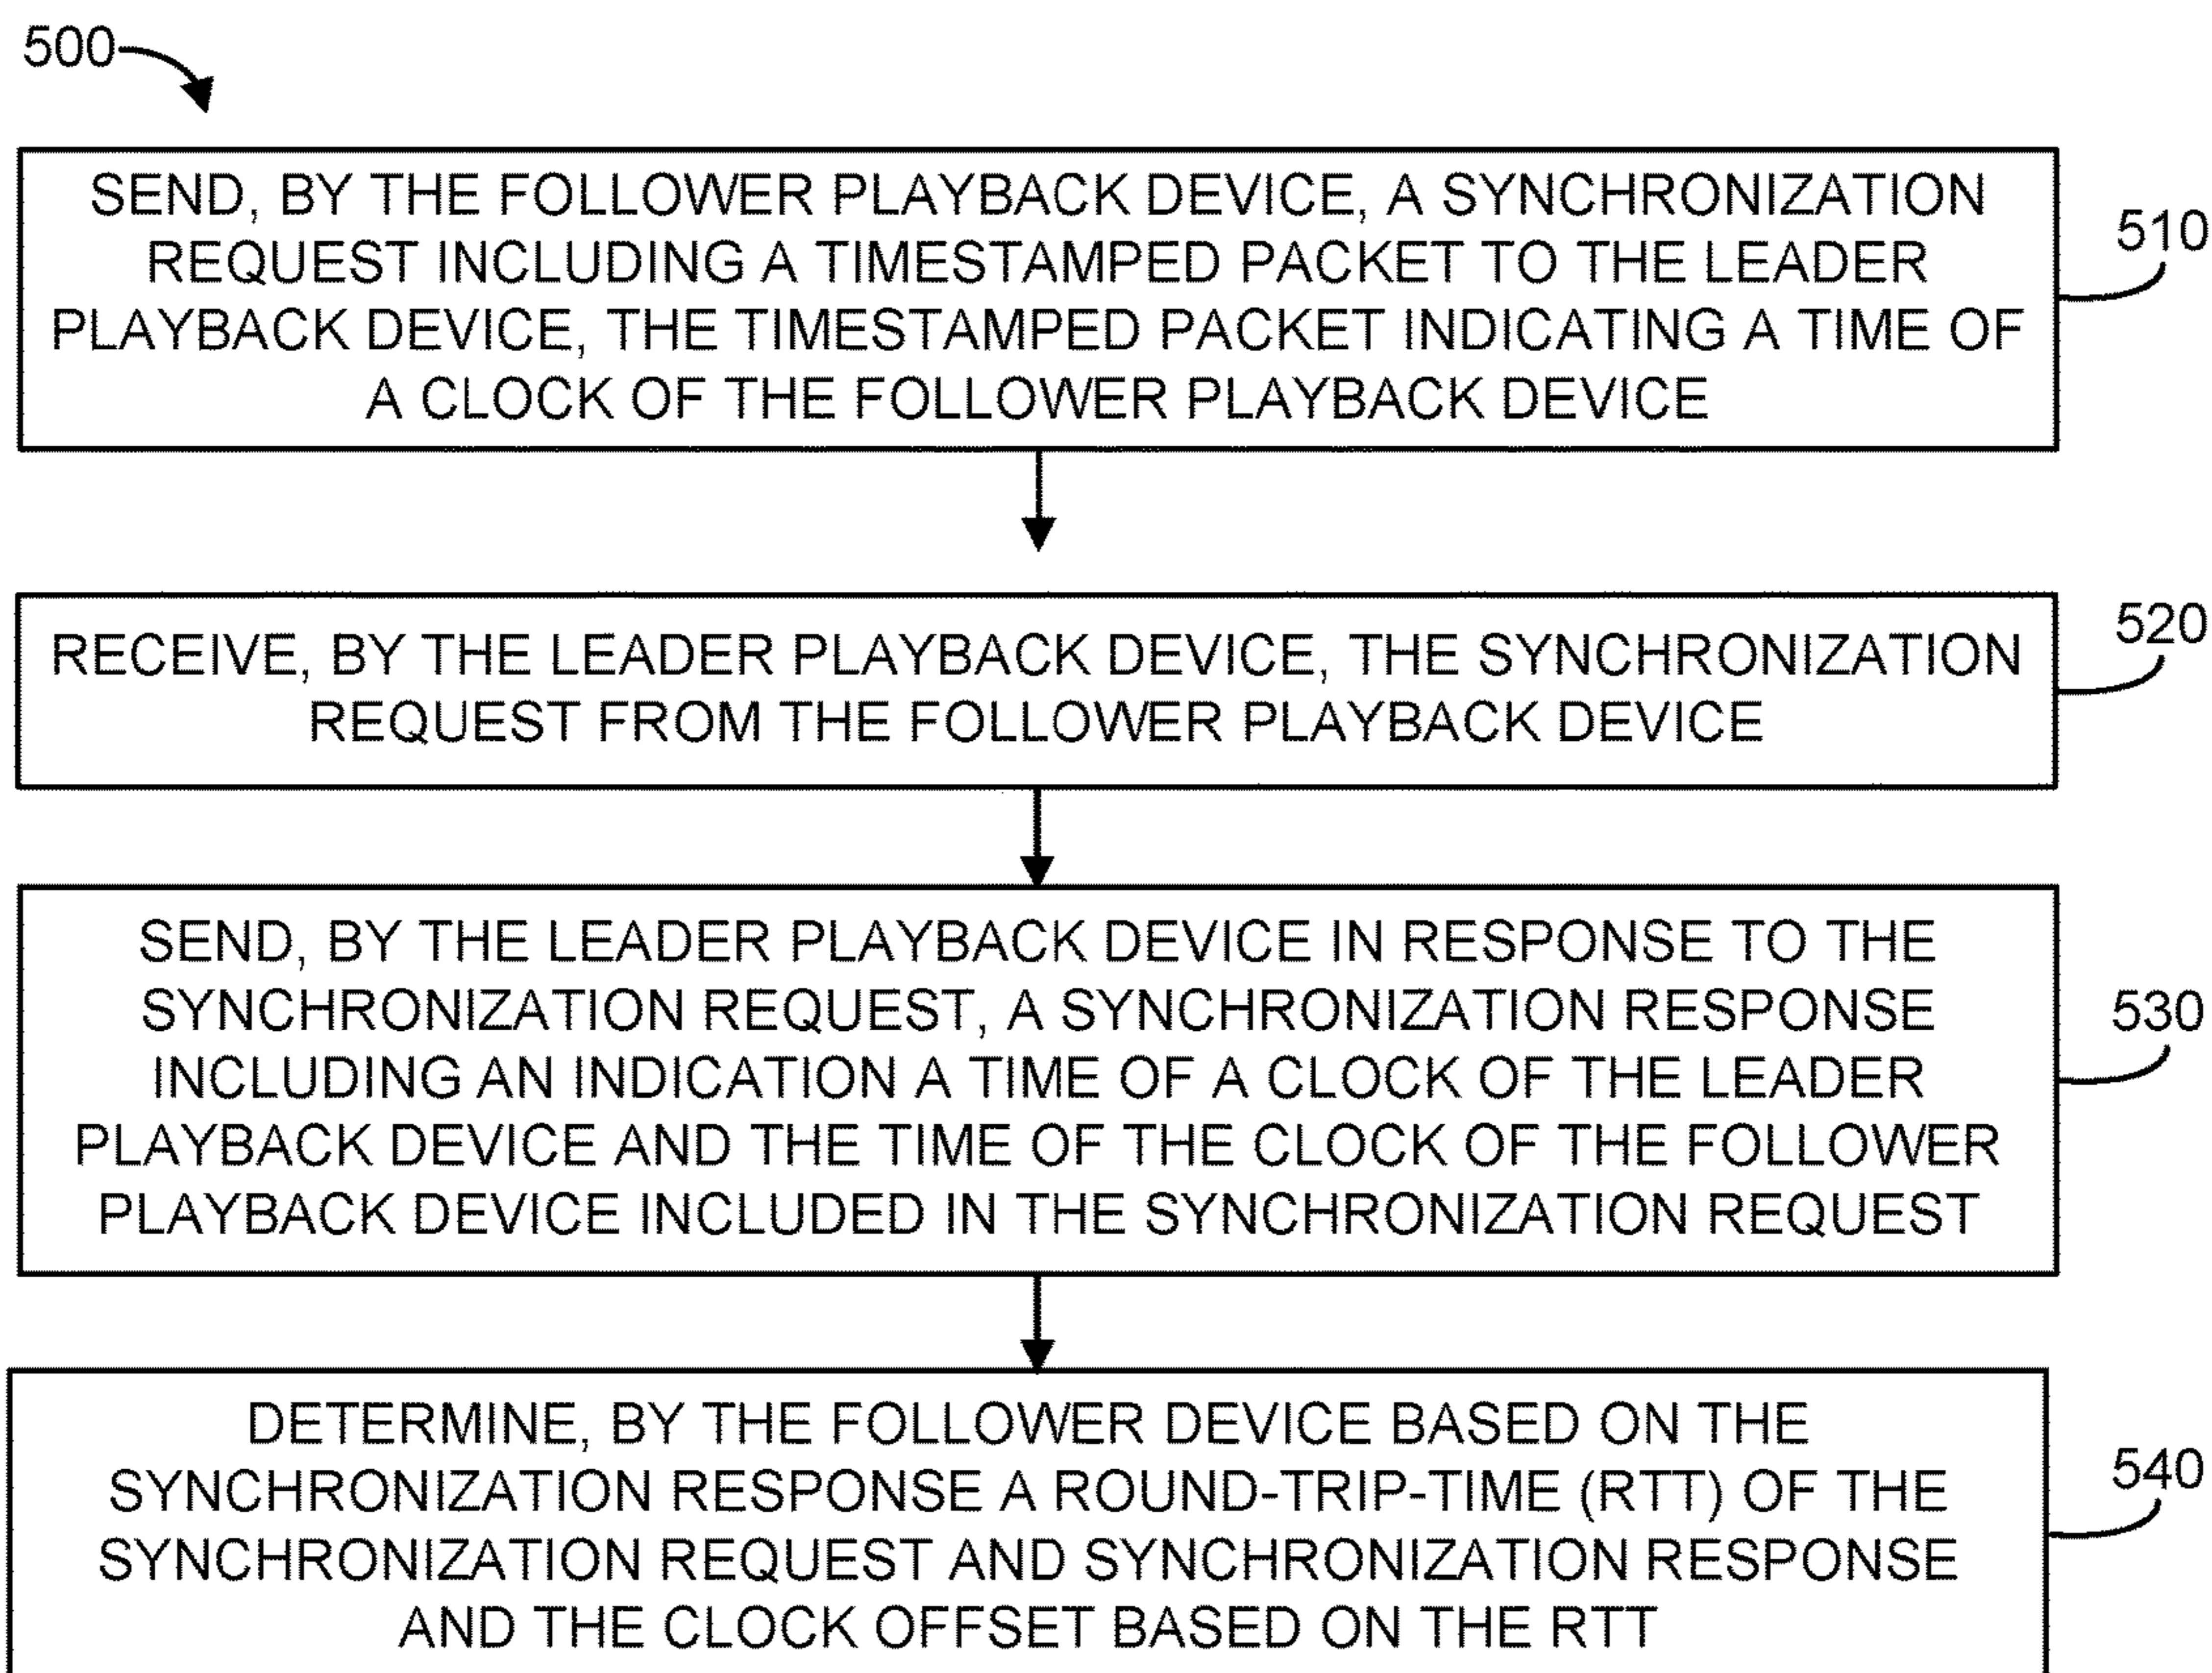 500
SEND, BY THE FOLLOWER PLAYBACK DEVICE, A SYNCHRONIZATION
REQUEST INCLUDING A TIMESTAMPED PACKET TO THE LEADER
PLAYBACK DEVICE, THE TIMESTAMPED PACKET INDICATING A TIME OF
A CLOCK OF THE FOLLOWER PLAYBACK DEVICE
510
RECEIVE, BY THE LEADER PLAYBACK DEVICE, THE SYNCHRONIZATION
REQUEST FROM THE FOLLOWER PLAYBACK DEVICE
520
SEND, BY THE LEADER PLAYBACK DEVICE IN RESPONSE TO THE
SYNCHRONIZATION REQUEST, A SYNCHRONIZATION RESPONSE
INCLUDING AN INDICATION A TIME OF A CLOCK OF THE LEADER
PLAYBACK DEVICE AND THE TIME OF THE CLOCK OF THE FOLLOWER
PLAYBACK DEVICE INCLUDED IN THE SYNCHRONIZATION REQUEST
530
DETERMINE, BY THE FOLLOWER DEVICE BASED ON THE
SYNCHRONIZATION RESPONSE A ROUND-TRIP-TIME (RTT) OF THE
SYNCHRONIZATION REQUEST AND SYNCHRONIZATION RESPONSE
AND THE CLOCK OFFSET BASED ON THE RTT
540